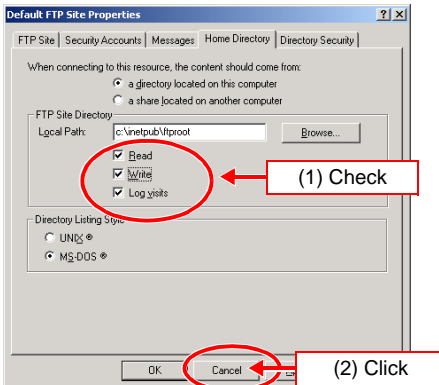 Default FTP Site Properties
FTP Site Security Accounts Messages Home Directory Directory Security
When connecting to this resource, the content should come from:
a directory located on this computer
a share located on another computer
FTP Site Directory
Local Path: c:\inetpub\ftproot Browse...
Read
Write
(1) Check
Log visits
Directory Listing Style
UNIX ®
MS-DOS ®
OK Cancel
(2) Click